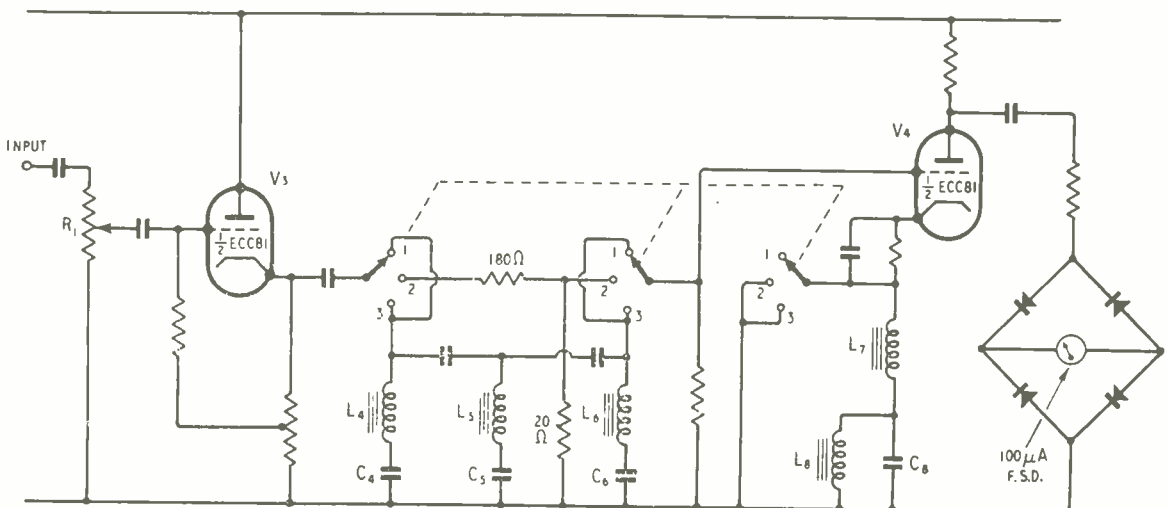 INPUT
R1
V3
1/2 ECC81
1
2
3
180Ω
1
2
3
1
2
3
V4
1/2 ECC81
L4
C4
L5
C5
20
Ω
L6
C6
L7
L8
C8
100μA
F.S.D.